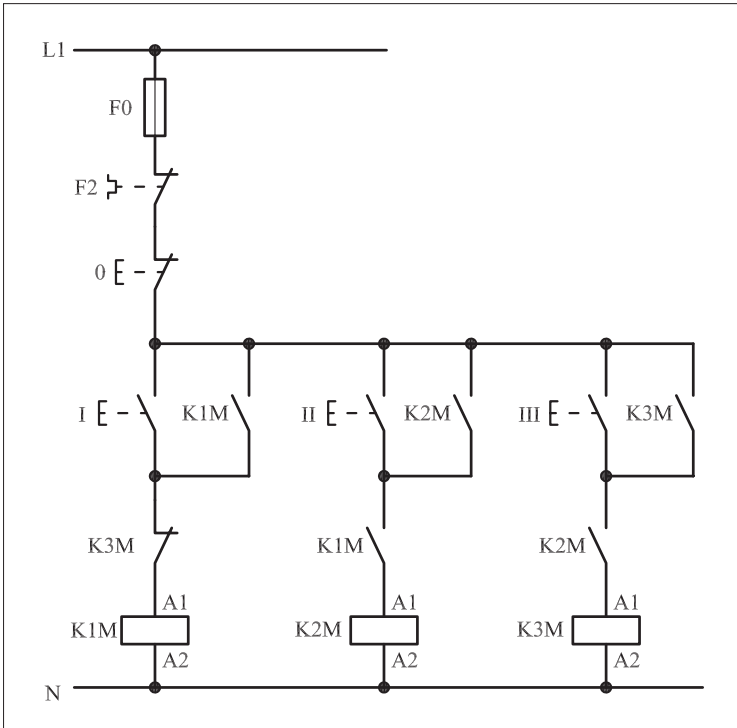 L1
F0
F2
0
I K1M II K2M III K3M
K3M K1M K2M
A1 A1 A1
K1M K2M K3M
A2 A2 A2
N